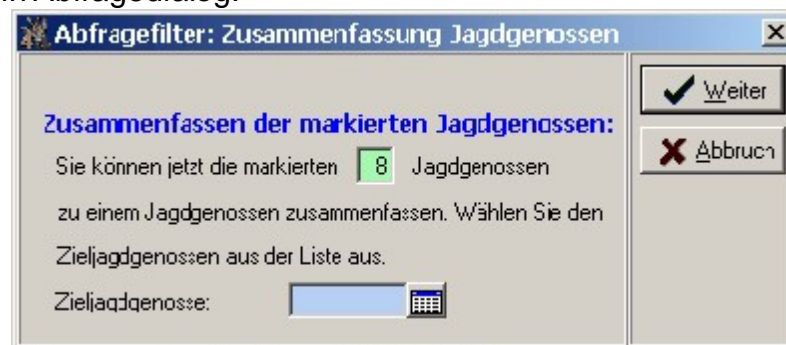 Im Abfragedialog:
Abfragefilter: Zusammenfassung Jagdgenossen
Weiter
Zusammenfassen der markierten Jagdgenossen:
Abbruch
Sie können jetzt die markierten 8 Jagdgenossen
zu einem Jagdgenossen zusammenfassen. Wählen Sie den
Zieljagdgenossen aus der Liste aus.
Zieljagdgenosse: